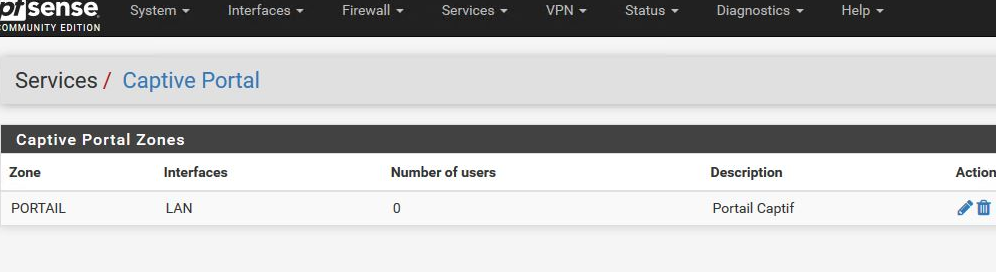 pfsense System Interfaces Firewall Services VPN Status Diagnostics Help
COMMUNITY EDITION
Services / Captive Portal
Captive Portal Zones
Zone Interfaces Number of users Description Action
PORTAIL LAN 0 Portail Captif